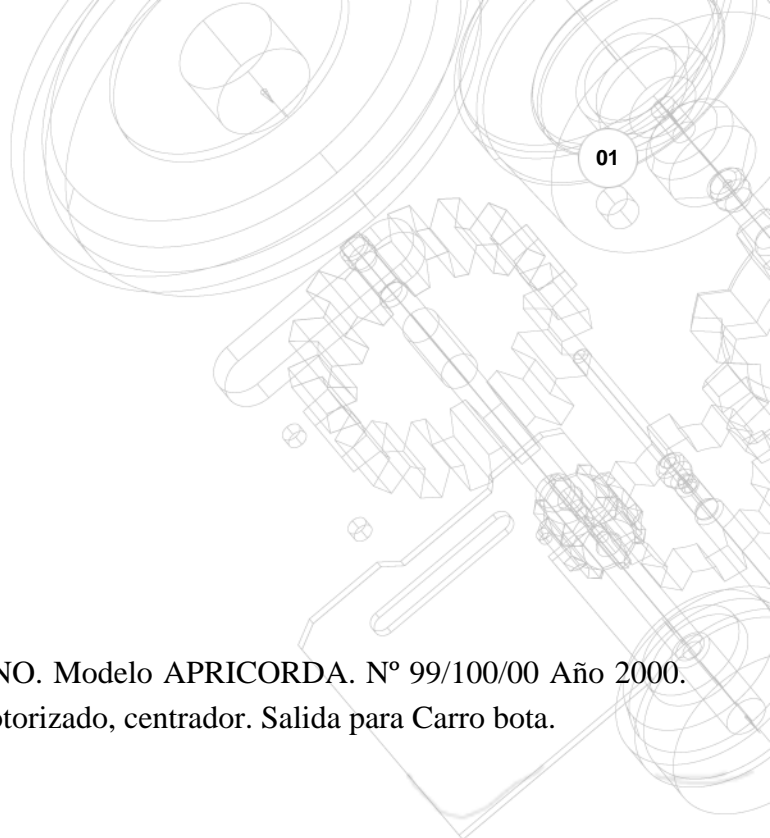 01
NO. Modelo APRICORDA. Nº 99/100/00 Año 2000.
otorizado, centrador. Salida para Carro bota.